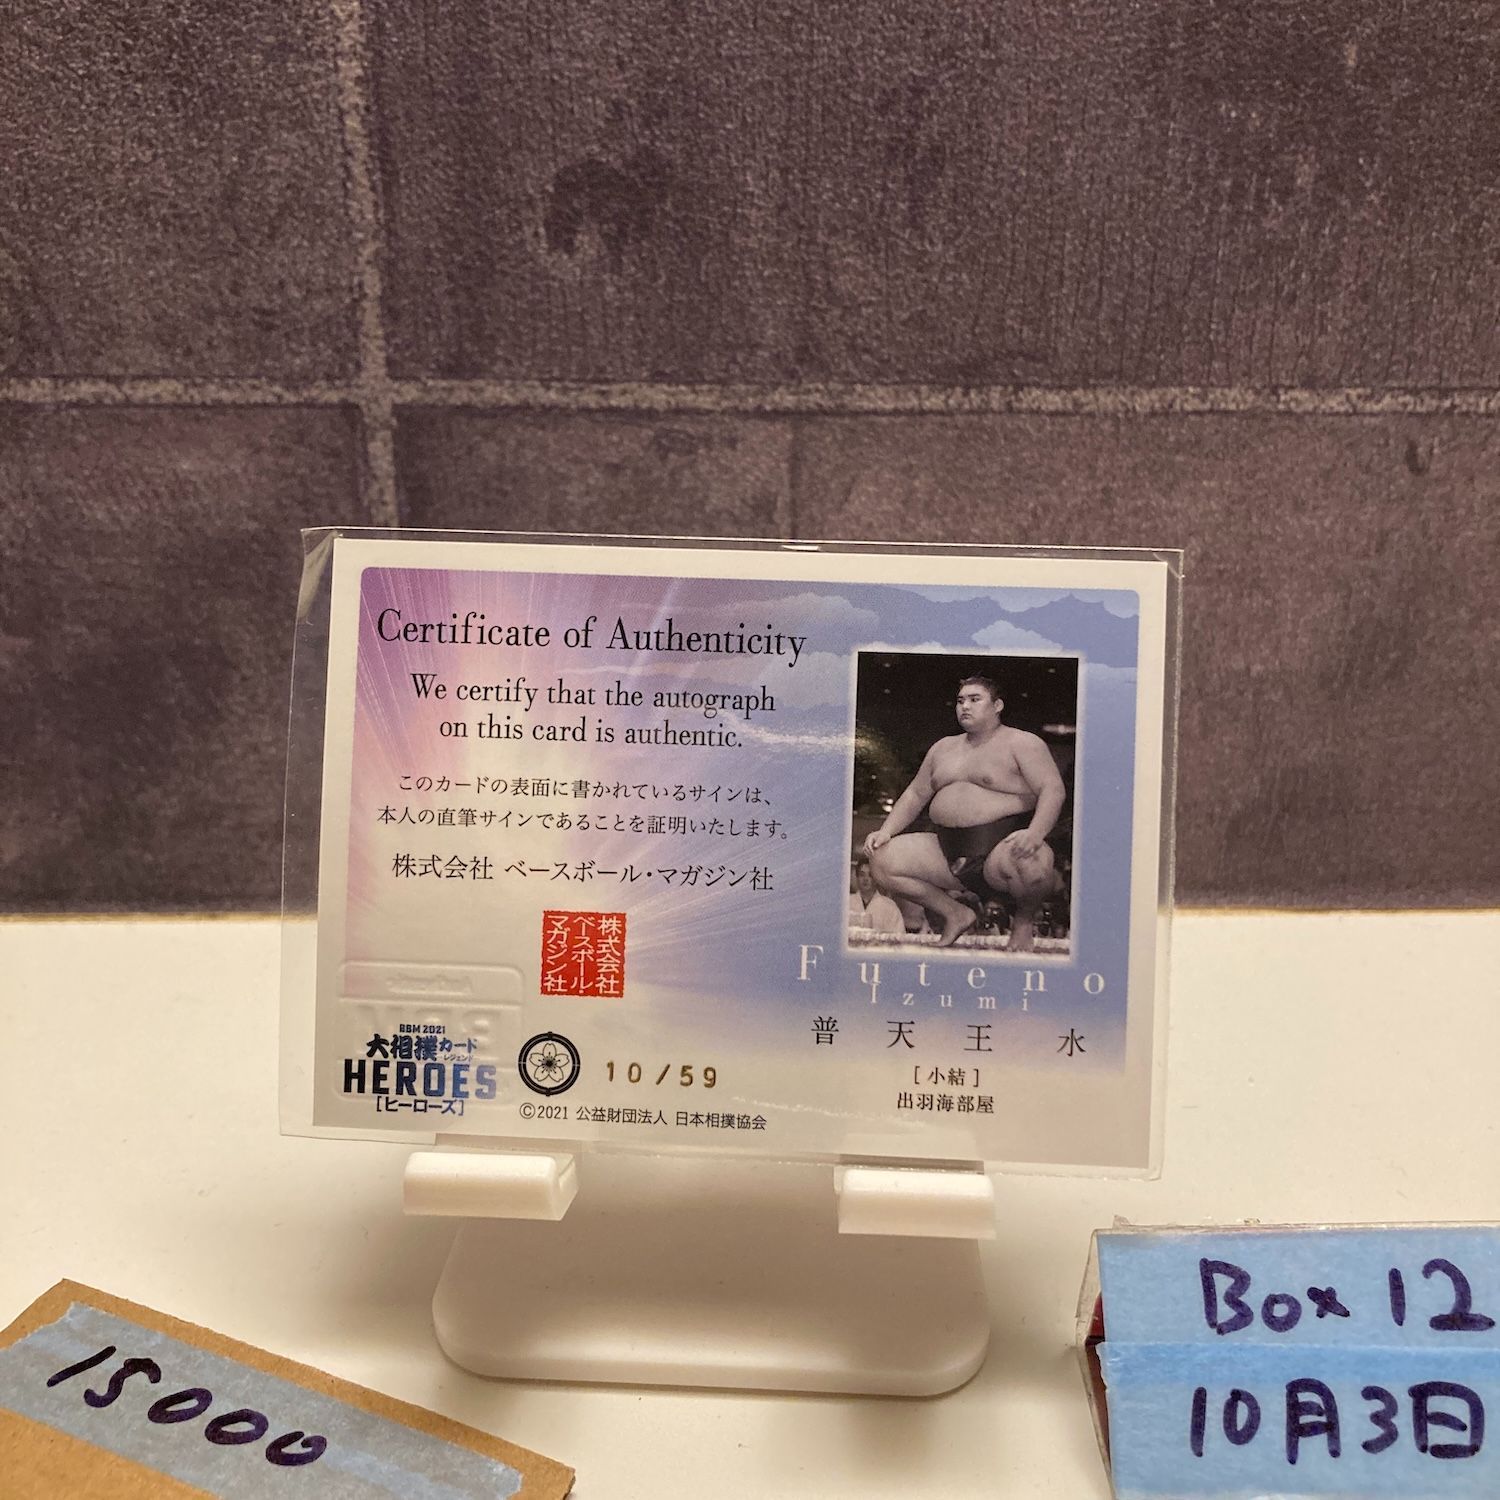 Certificate of Authenticity
We certify that the autograph
on this card is authentic.
このカードの表面に書かれているサインは、
本人の直筆サインであることを証明いたします。
株式会社 ベースボール・マガジン社
株式会社
ベースボール・
マガジン社
BBM 2021
大相撲カード
レジェンド
HEROES
[ヒーローズ]
10/59
©2021 公益財団法人 日本相撲協会
Futeno
Izumi
普天王 水
[小結]
出羽海部屋
15000
Box 12
10月3日